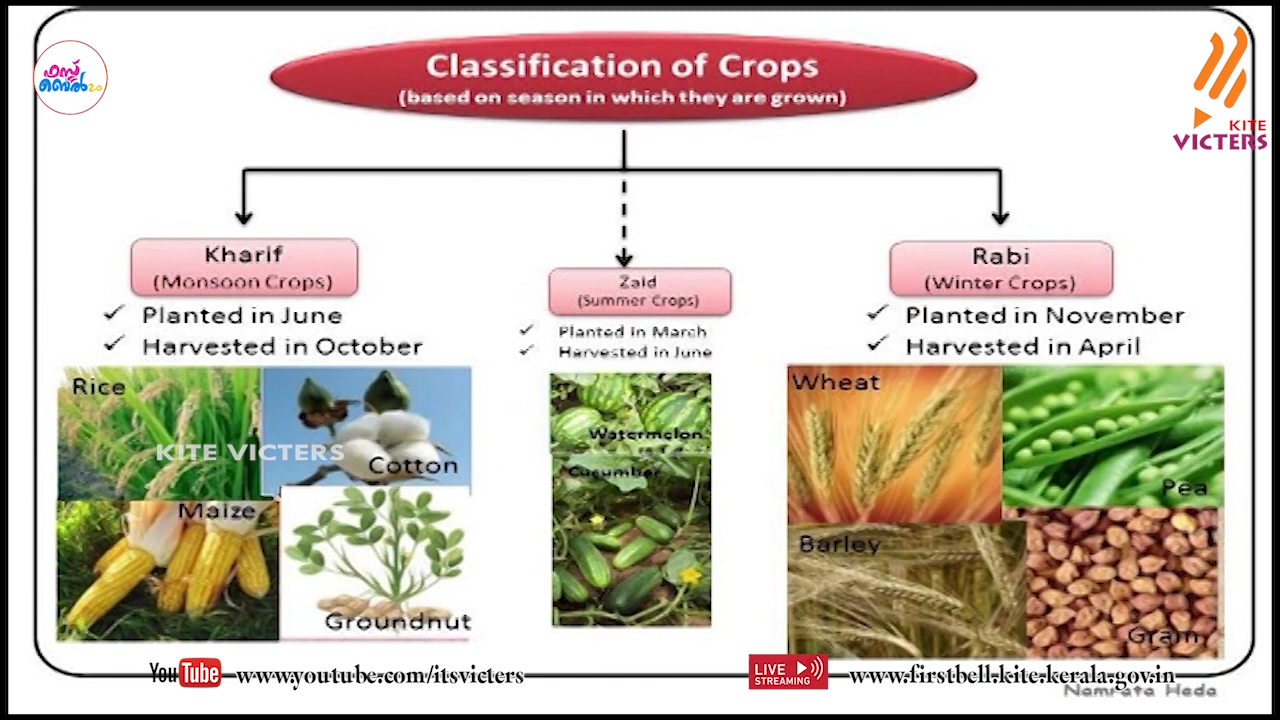 Classification of Crops
(based on season in which they are grown)
ഫസ്റ്റ്
ബെൽ 2.0
KITE
VICTERS
Kharif
(Monsoon Crops)
✓ Planted in June
✓ Harvested in October
Rice
KITE VICTERS
Cotton
Maize
Groundnut
Zaid
(Summer Crops)
✓ Planted in March
✓ Harvested in June
Watermelon
Cucumber
Rabi
(Winter Crops)
✓ Planted in November
✓ Harvested in April
Wheat
Pea
Barley
Gram
YouTube www.youtube.com/itsvicters
LIVE STREAMING www.firstbell.kite.kerala.gov.in
Namrata Heda